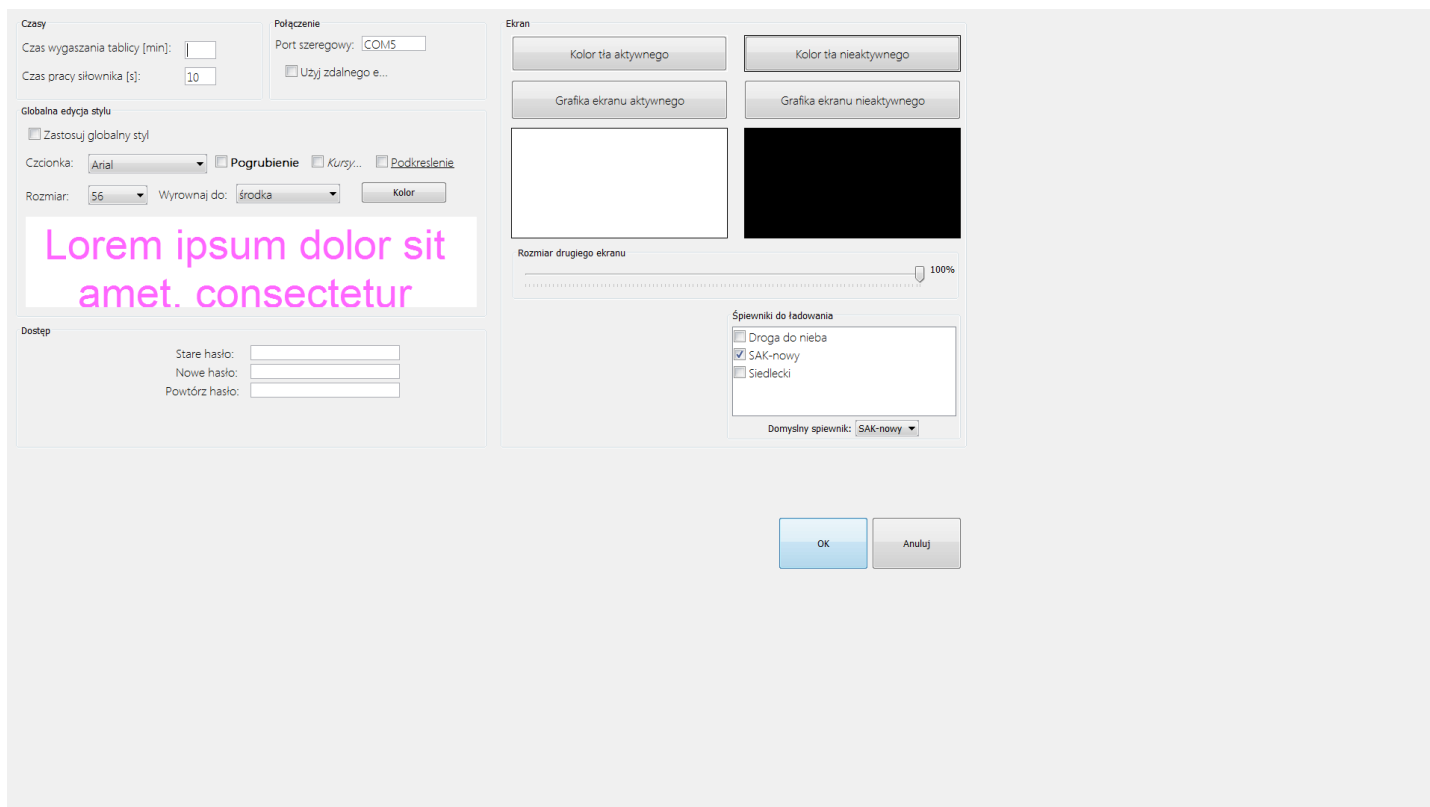 Czasy
Czas wygaszania tablicy [min]:
Czas pracy siłownika [s]: 10
Połączenie
Port szeregowy: COM5
Użyj zdalnego e...
Globalna edycja stylu
Zastosuj globalny styl
Czcionka: Arial Pogrubienie Kursy... Podkreslenie
Rozmiar: 56 Wyrownaj do: środka Kolor
Lorem ipsum dolor sit
amet. consectetur
Dostęp
Stare hasło:
Nowe hasło:
Powtórz hasło:
Ekran
Kolor tła aktywnego Kolor tła nieaktywnego
Grafika ekranu aktywnego Grafika ekranu nieaktywnego
Rozmiar drugiego ekranu
100%
Śpiewniki do ładowania
Droga do nieba
SAK-nowy
Siedlecki
Domyslny spiewnik: SAK-nowy
OK Anuluj